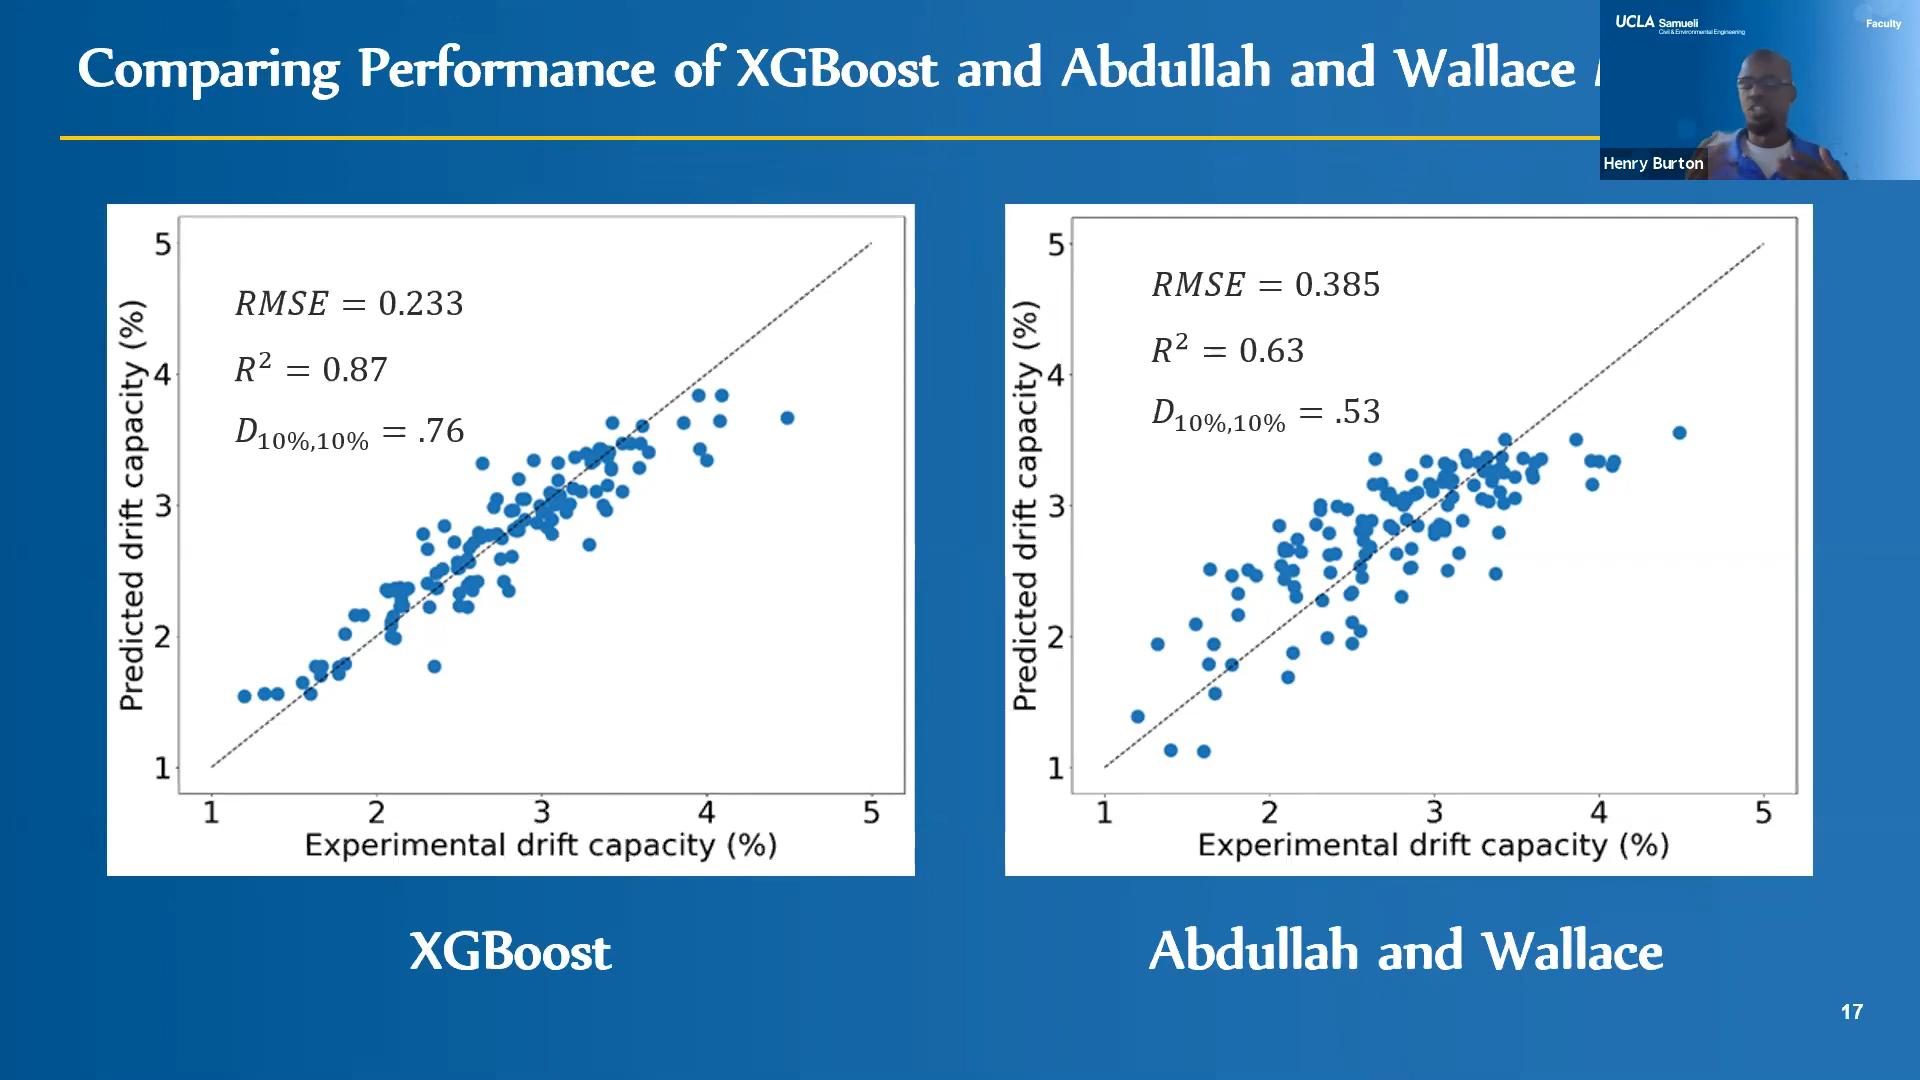 Comparing Performance of XGBoost and Abdullah and Wallace
UCLA Samueli
Civil & Environmental Engineering
Faculty
Henry Burton
5
4
3
2
1
Predicted drift capacity (%)
RMSE = 0.233
R² = 0.87
D10%,10% = .76
1 2 3 4 5
Experimental drift capacity (%)
5
4
3
2
1
Predicted drift capacity (%)
RMSE = 0.385
R² = 0.63
D10%,10% = .53
1 2 3 4 5
Experimental drift capacity (%)
XGBoost
Abdullah and Wallace
17